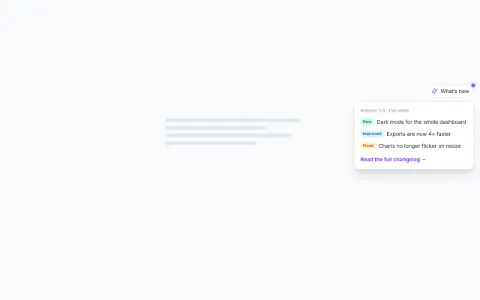 What's new
Release 3.8 · this week
New Dark mode for the whole dashboard
Improved Exports are now 4× faster
Fixed Charts no longer flicker on resize
Read the full changelog →